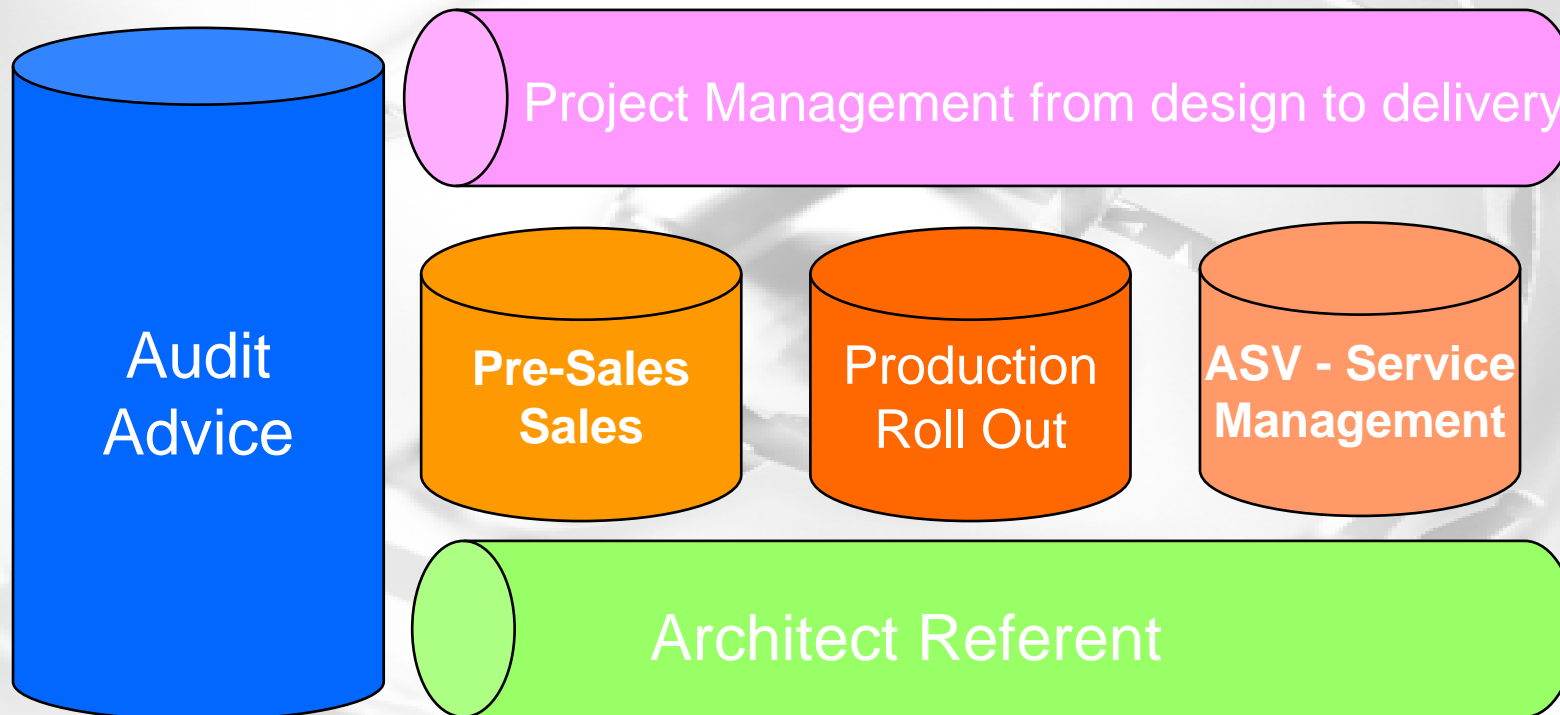 Project Management from design to delivery
Audit
Advice
Pre-Sales
Sales
Production
Roll Out
ASV - Service
Management
Architect Referent